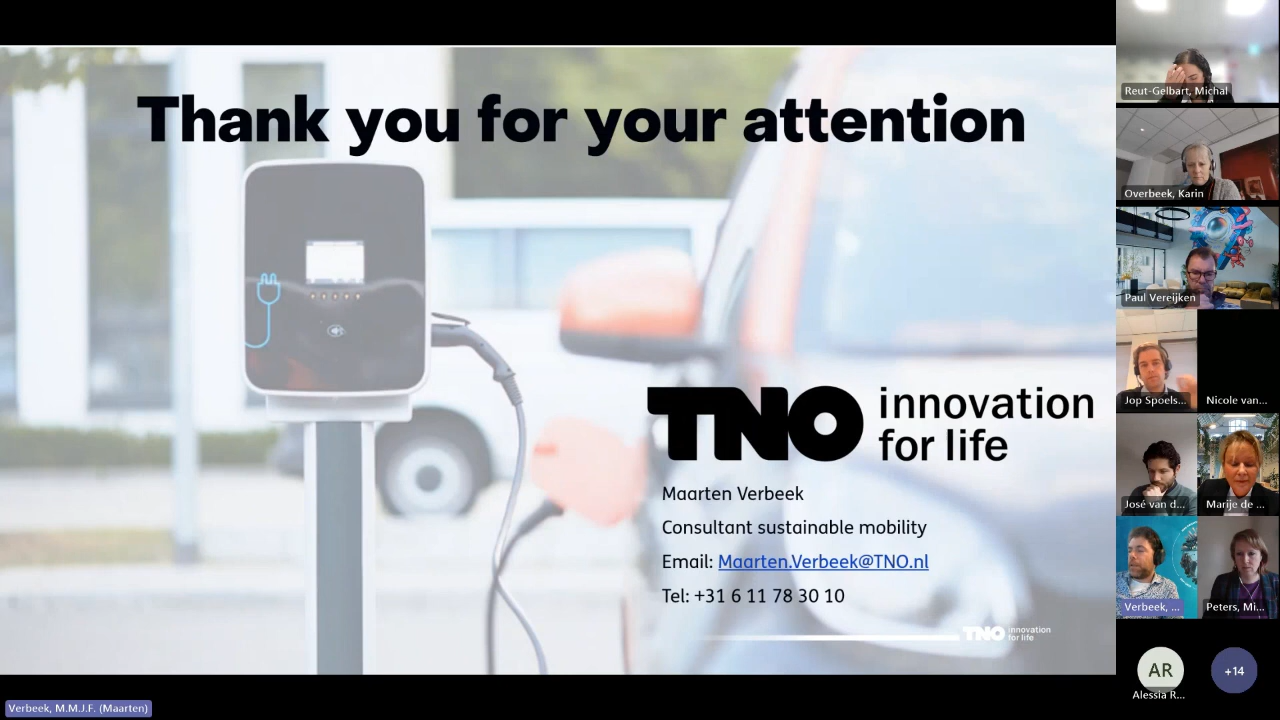 Thank you for your attention
TNO innovation
for life
Maarten Verbeek
Consultant sustainable mobility
Email: Maarten.Verbeek@TNO.nl
Tel: +31 6 11 78 30 10
TNO innovation
for life
Verbeek, M.M.J.F. (Maarten)
Reut-Gelbart, Michal
Overbeek, Karin
Paul Vereijken
Jop Spoels...
Nicole van...
José van d...
Marije de ...
Verbeek, ...
Peters, Mi...
AR
Alessia R...
+14